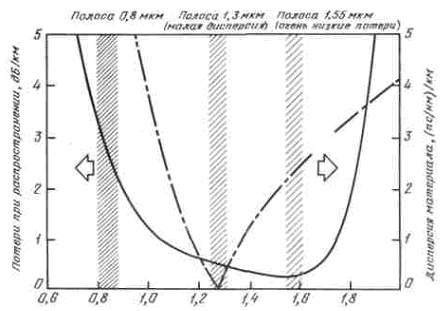 Полоса 0,8 мкм
Полоса 1,3 мкм
(малая дисперсия)
Полоса 1,55 мкм
(очень низкие потери)
Потери при распространении, дБ/км
5
4
3
2
1
0
5
4
3
2
1
0
Дисперсия материала, (пс/нм)/км
0,6
0,8
1,0
1,2
1,4
1,6
1,8